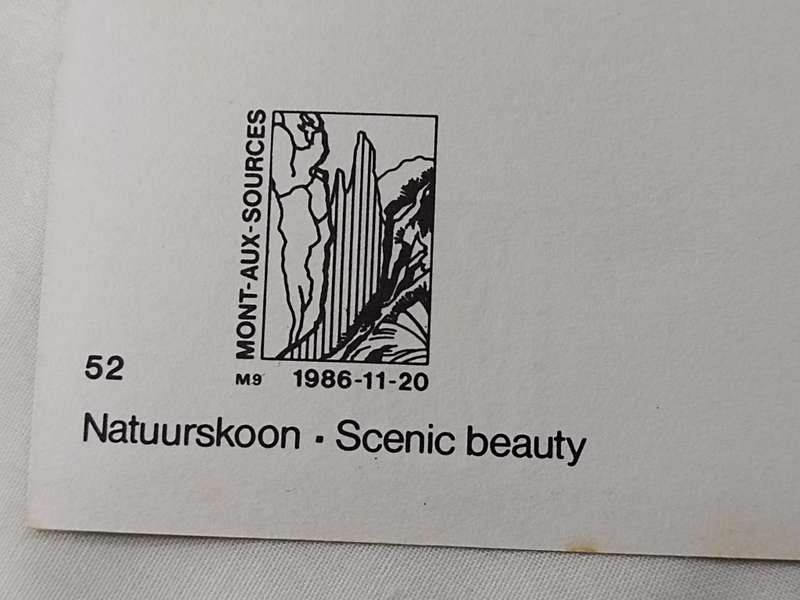 MONT-AUX-SOURCES
52
M9 1986-11-20
Natuurskoon · Scenic beauty